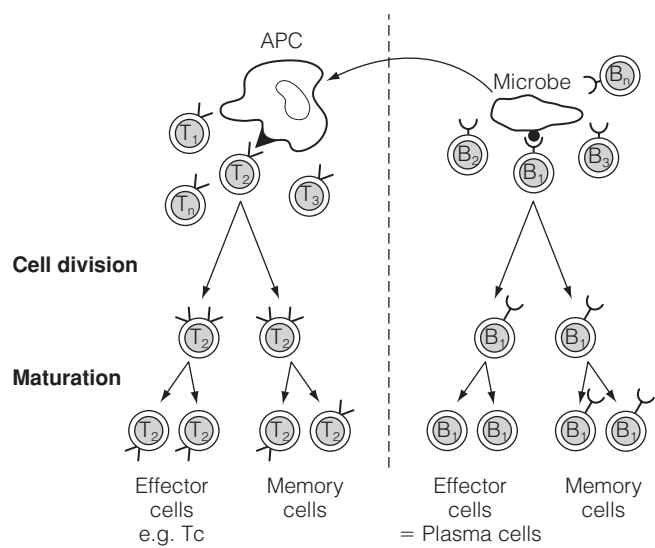 APC
Microbe
Bn
T1
B2
B3
T2
B1
Tn
T3
Cell division
T2
T2
B1
B1
Maturation
T2
T2
T2
T2
B1
B1
B1
B1
Effector
cells
e.g. Tc
Memory
cells
Effector
cells
= Plasma cells
Memory
cells